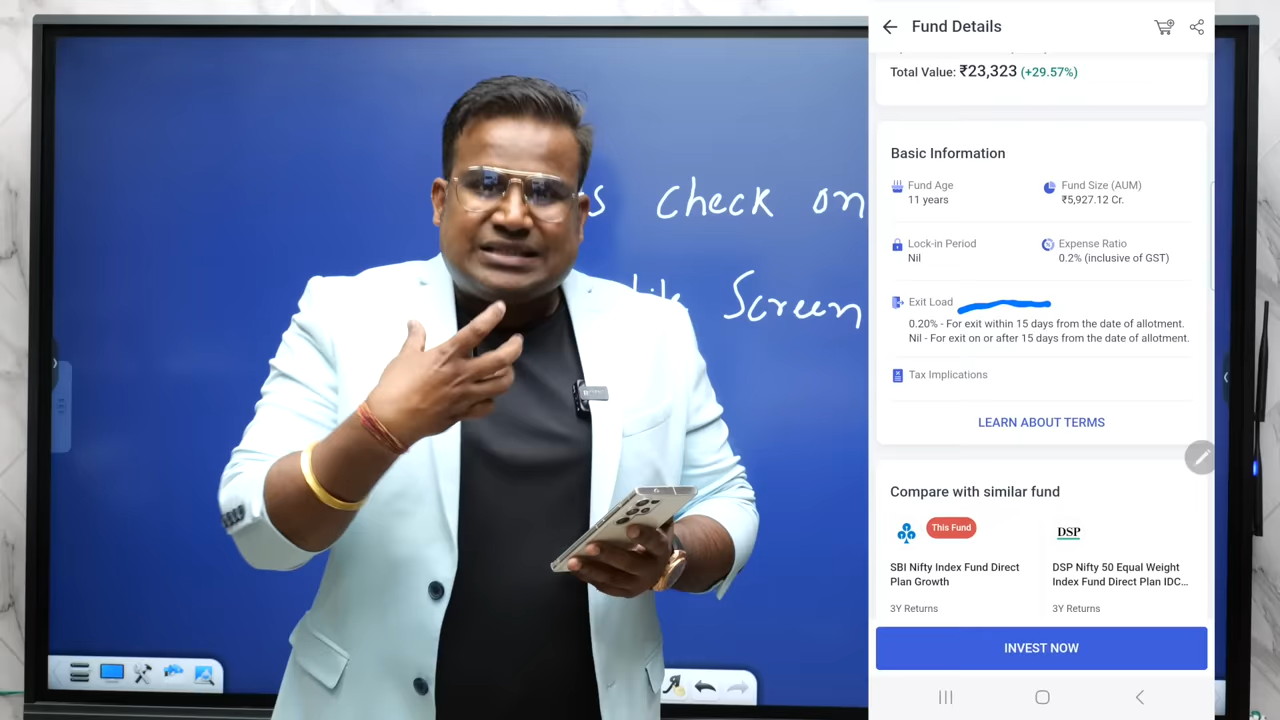 s check on
Screen
Fund Details
Total Value: ₹23,323 (+29.57%)
Basic Information
Fund Age
11 years
Fund Size (AUM)
₹5,927.12 Cr.
Lock-in Period
Nil
Expense Ratio
0.2% (inclusive of GST)
Exit Load
0.20% - For exit within 15 days from the date of allotment.
Nil - For exit on or after 15 days from the date of allotment.
Tax Implications
LEARN ABOUT TERMS
Compare with similar fund
This Fund
SBI Nifty Index Fund Direct
Plan Growth
3Y Returns
DSP
DSP Nifty 50 Equal Weight
Index Fund Direct Plan IDC...
3Y Returns
INVEST NOW